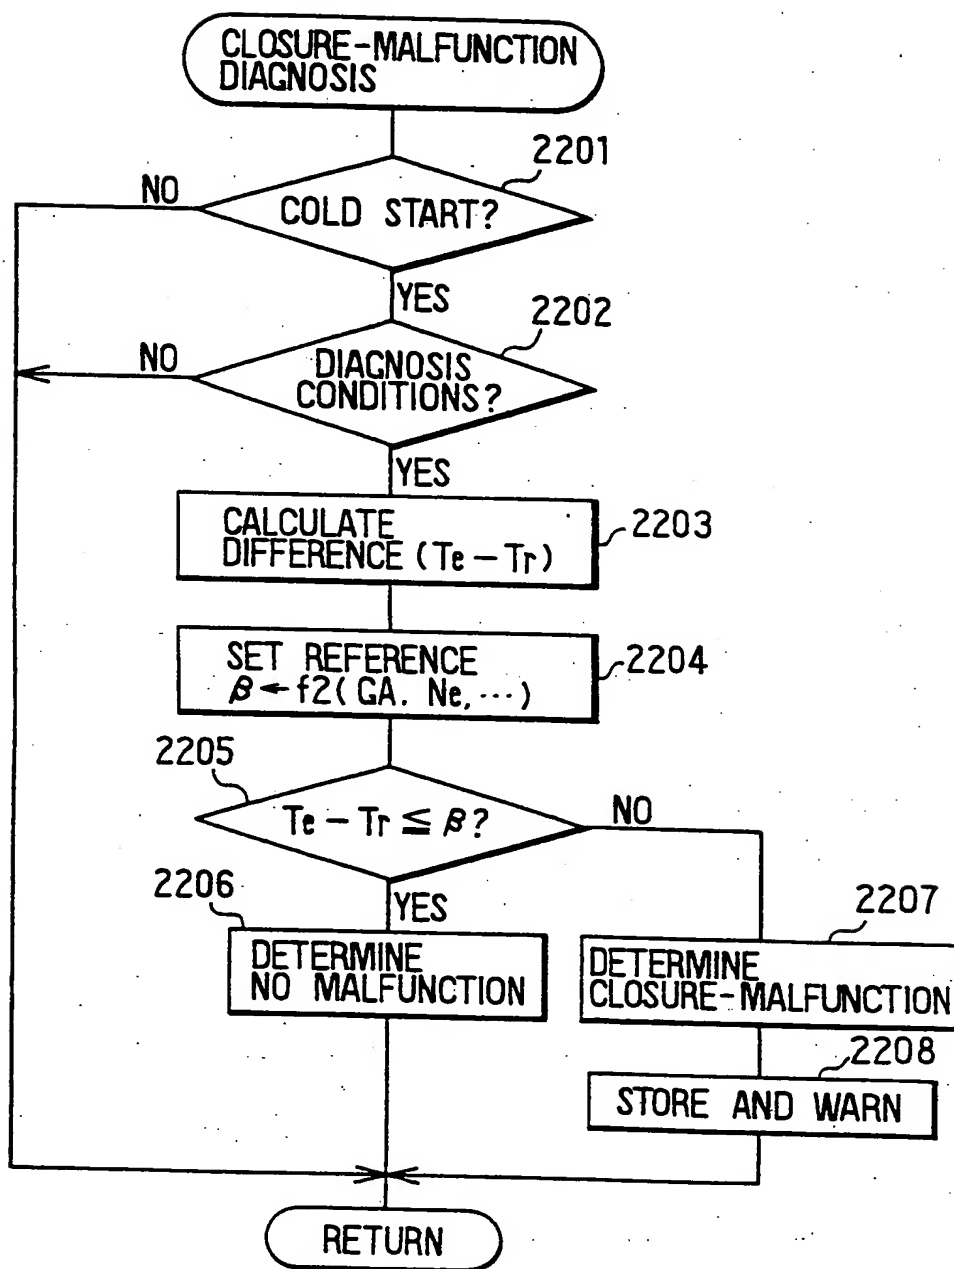 CLOSURE-MALFUNCTION
DIAGNOSIS
2201
NO
COLD START?
YES
2202
NO
DIAGNOSIS
CONDITIONS?
YES
2203
CALCULATE
DIFFERENCE (Te – Tr)
2204
SET REFERENCE
β ← f2 ( GA. Ne, ··· )
2205
Te – Tr ≦ β?
NO
2206
YES
2207
DETERMINE
NO MALFUNCTION
DETERMINE
CLOSURE-MALFUNCTION
2208
STORE AND WARN
RETURN